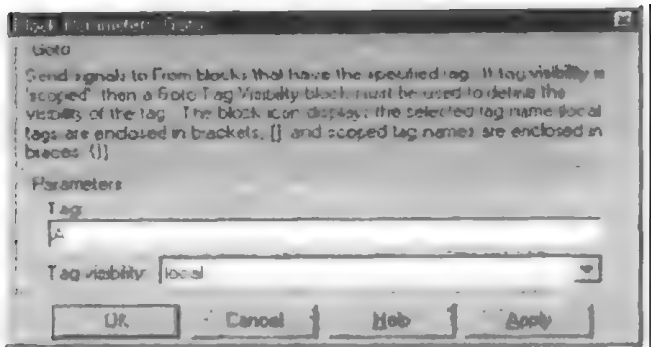 Block Parameters: Goto
Goto
Send signals to From blocks that have the specified tag. If tag visibility is
'scoped', then a Goto Tag Visibility block must be used to define the
visibility of the tag. The block icon displays the selected tag name (local
tags are enclosed in brackets, [], and scoped tag names are enclosed in
braces, {}).
Parameters
Tag:
A
Tag visibility: local
OK Cancel Help Apply